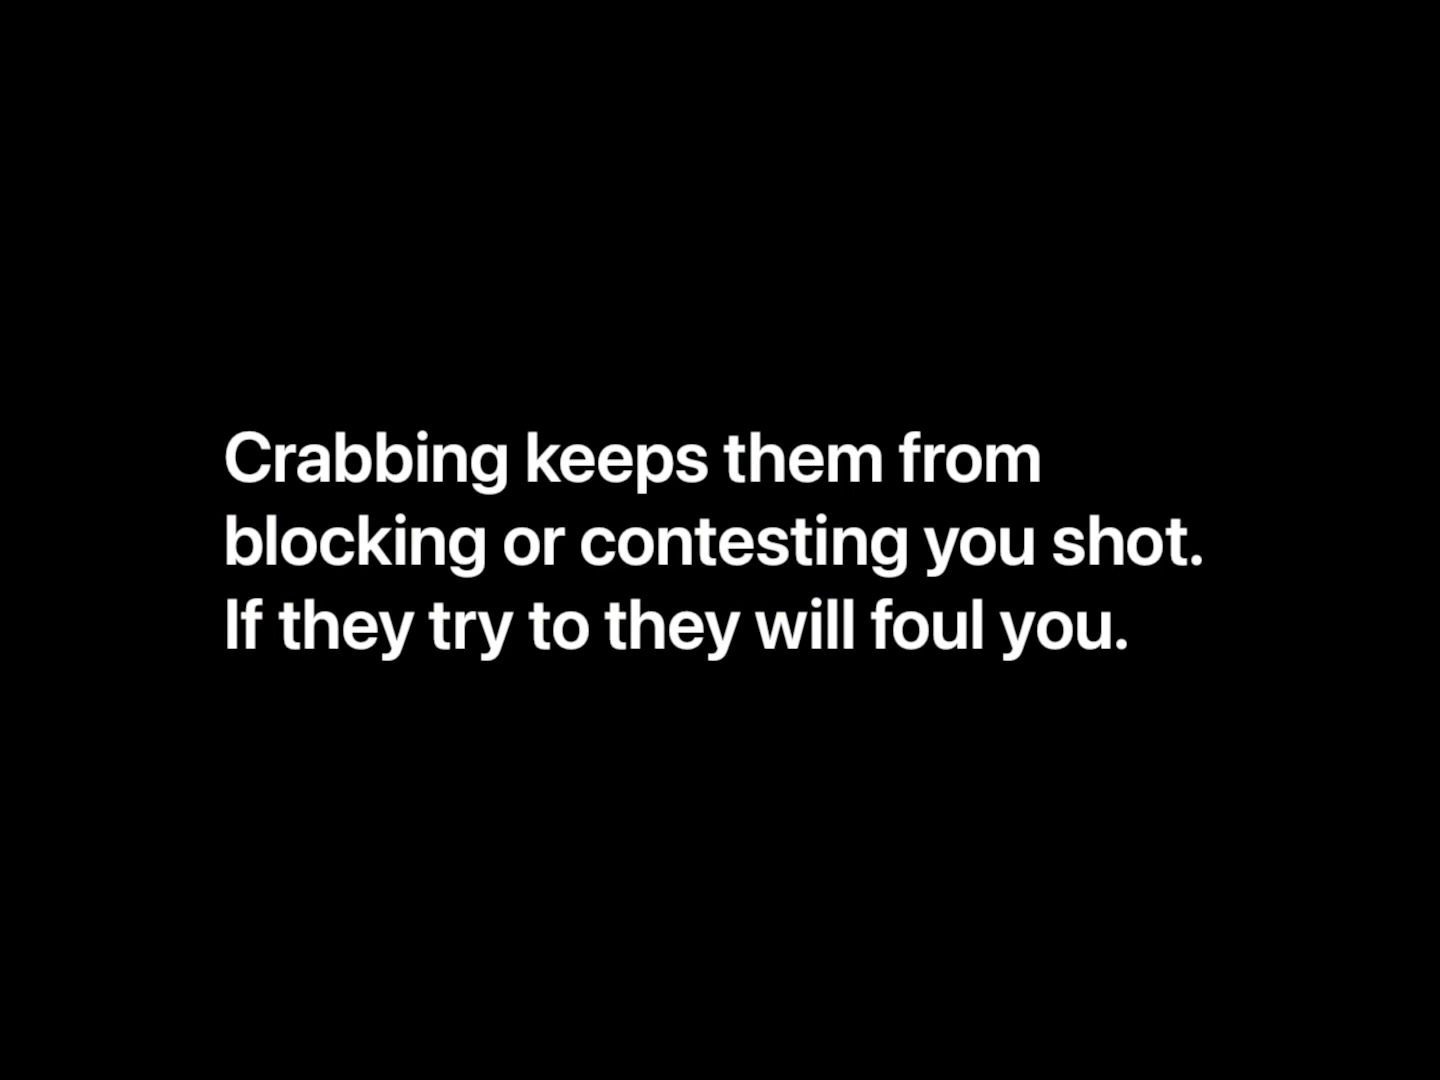 Crabbing keeps them from
blocking or contesting you shot.
If they try to they will foul you.